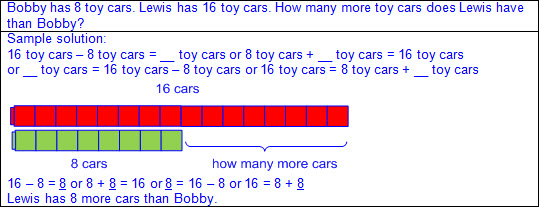 Bobby has 8 toy cars. Lewis has 16 toy cars. How many more toy cars does Lewis have
than Bobby?
Sample solution:
16 toy cars – 8 toy cars = __ toy cars or 8 toy cars + __ toy cars = 16 toy cars
or __ toy cars = 16 toy cars – 8 toy cars or 16 toy cars = 8 toy cars + __ toy cars
16 cars
8 cars how many more cars
16 – 8 = 8 or 8 + 8 = 16 or 8 = 16 – 8 or 16 = 8 + 8
Lewis has 8 more cars than Bobby.